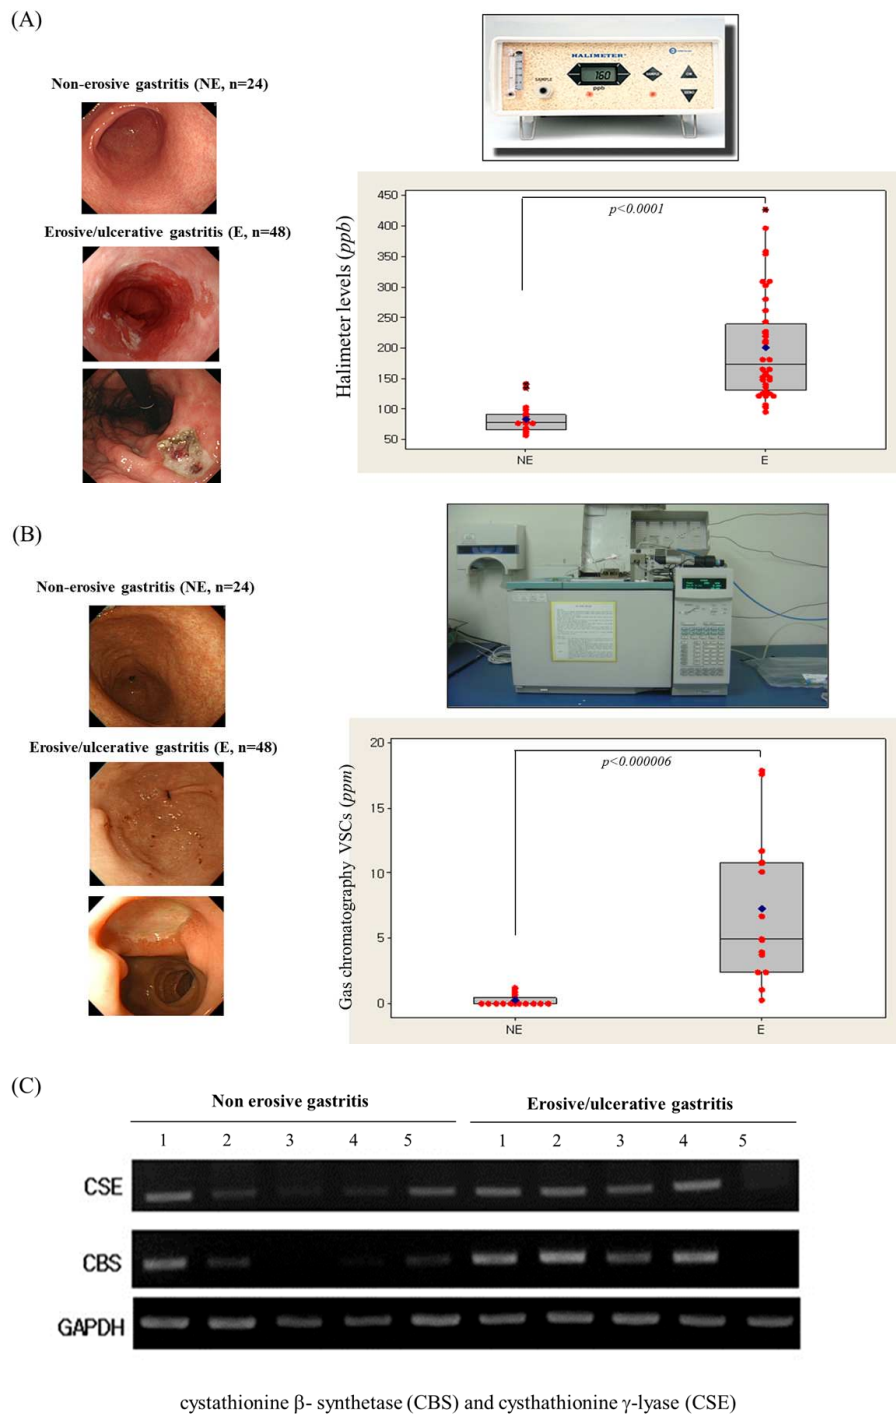 (A)
Non-erosive gastritis (NE, n=24)
Erosive/ulcerative gastritis (E, n=48)
HALIMETER
SAMPLE
760
ppb
p<0.0001
Halimeter levels (ppb)
450
400
350
300
250
200
150
100
50
NE
E
(B)
Non-erosive gastritis (NE, n=24)
Erosive/ulcerative gastritis (E, n=48)
p<0.000006
Gas chromatography VSCs (ppm)
20
15
10
5
0
NE
E
(C)
Non erosive gastritis
Erosive/ulcerative gastritis
1 2 3 4 5 1 2 3 4 5
CSE
CBS
GAPDH
cystathionine β- synthetase (CBS) and cysthathionine γ-lyase (CSE)